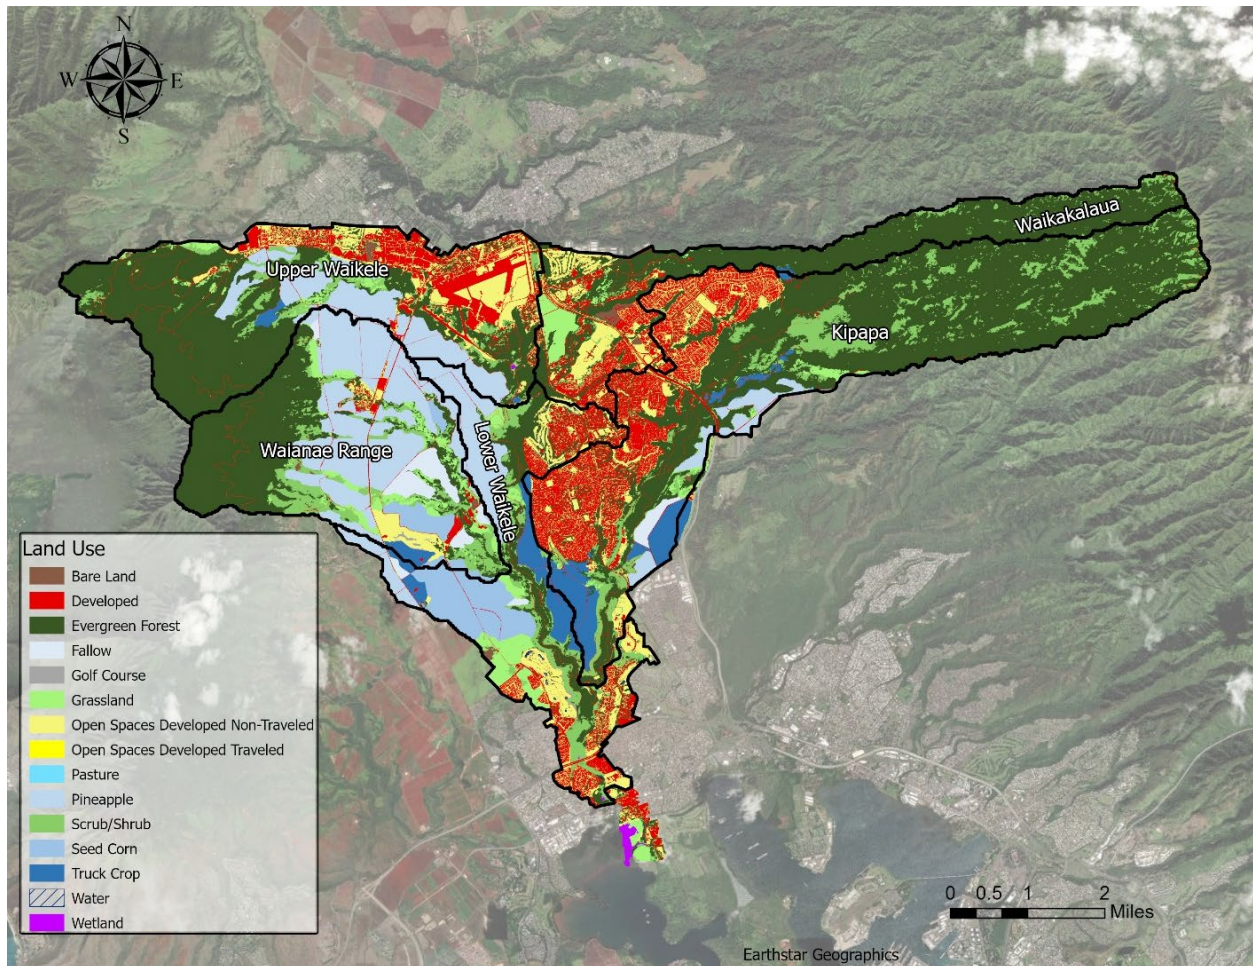 N
W E
S
Waikakalaua
Upper Waikele
Kipapa
Waianae Range
Lower Waikele
Land Use
Bare Land
Developed
Evergreen Forest
Fallow
Golf Course
Grassland
Open Spaces Developed Non-Traveled
Open Spaces Developed Traveled
Pasture
Pineapple
Scrub/Shrub
Seed Corn
Truck Crop
Water
Wetland
0 0.5 1 2
Miles
Earthstar Geographics